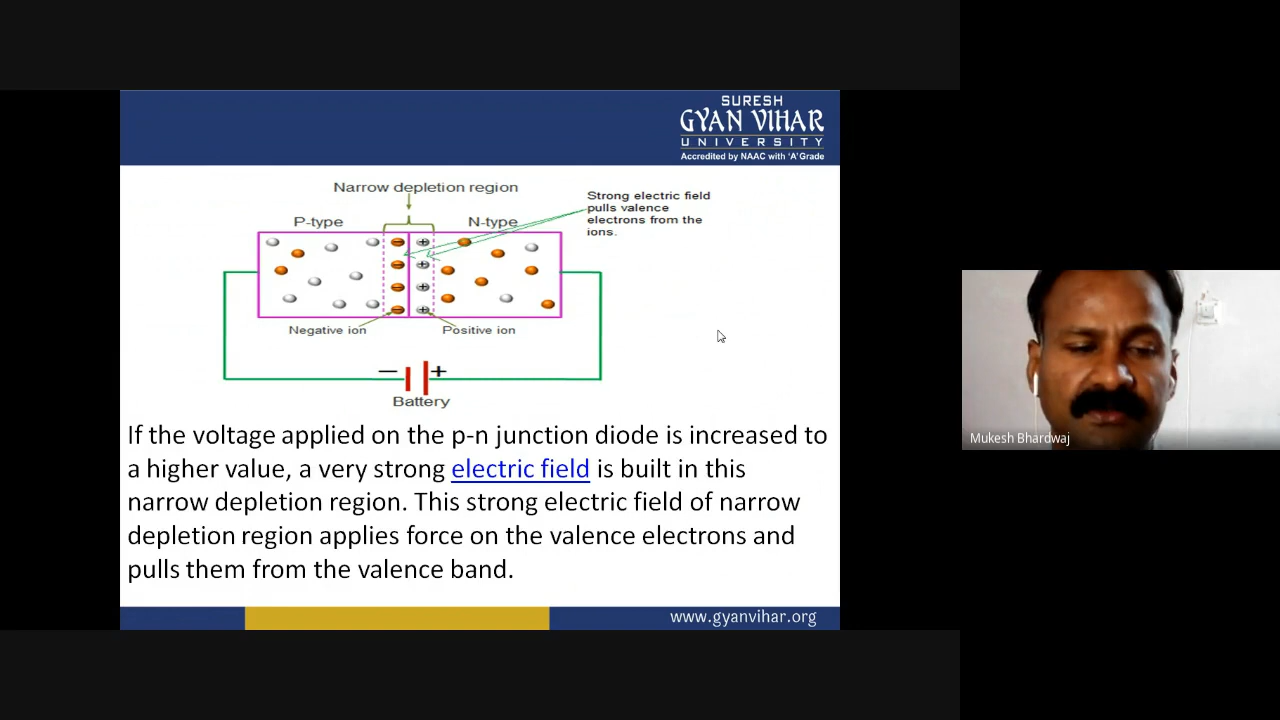 SURESH
GYAN VIHAR
UNIVERSITY
Accredited by NAAC with 'A' Grade
Narrow depletion region
Strong electric field
pulls valence
electrons from the
ions.
P-type
N-type
Negative ion
Positive ion
− +
Battery
If the voltage applied on the p-n junction diode is increased to
a higher value, a very strong electric field is built in this
narrow depletion region. This strong electric field of narrow
depletion region applies force on the valence electrons and
pulls them from the valence band.
www.gyanvihar.org
Mukesh Bhardwaj